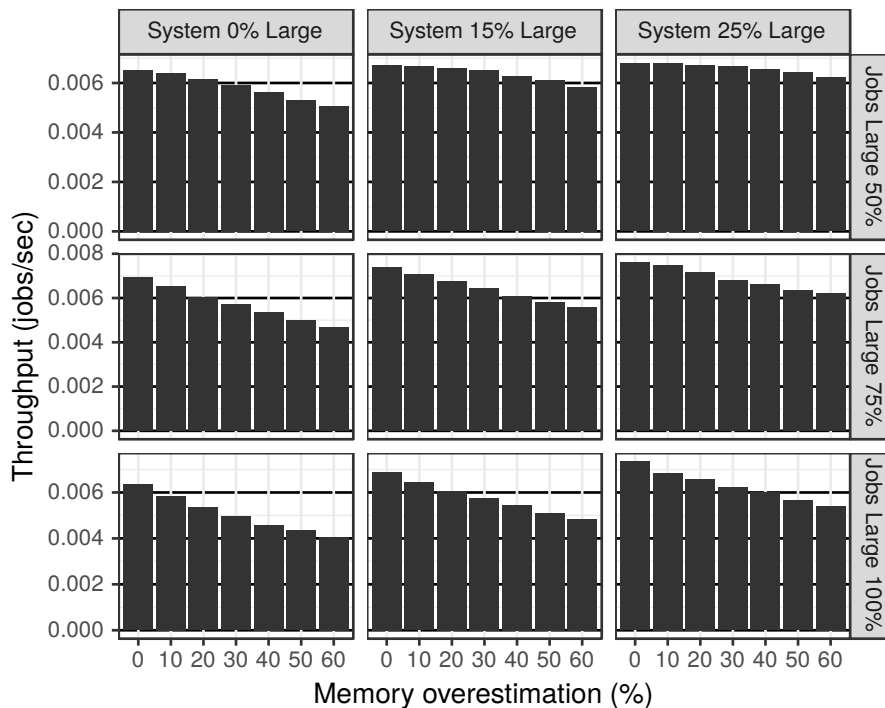 System 0% Large
System 15% Large
System 25% Large
Throughput (jobs/sec)
0.006
0.004
0.002
0.000
Jobs Large 50%
0.008
0.006
0.004
0.002
0.000
Jobs Large 75%
0.006
0.004
0.002
0.000
Jobs Large 100%
0 10 20 30 40 50 60 0 10 20 30 40 50 60 0 10 20 30 40 50 60
Memory overestimation (%)